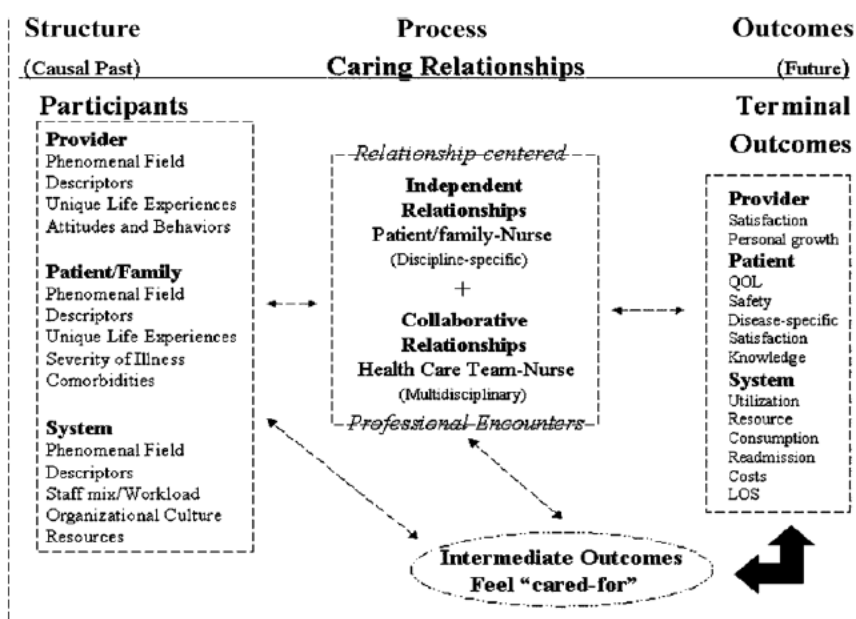 Structure
Process
Outcomes
(Causal Past)
Caring Relationships
(Future)
Participants
Provider
Phenomenal Field
Descriptors
Unique Life Experiences
Attitudes and Behaviors
Patient/Family
Phenomenal Field
Descriptors
Unique Life Experiences
Severity of Illness
Comorbidities
System
Phenomenal Field
Descriptors
Staff mix/Workload
Organizational Culture
Resources
Relationship centered
Independent
Relationships
Patient/family-Nurse
(Discipline-specific)
+
Collaborative
Relationships
Health Care Team-Nurse
(Multidisciplinary)
Professional Encounters
Terminal
Outcomes
Provider
Satisfaction
Personal growth
Patient
QOL
Safety
Disease-specific
Satisfaction
Knowledge
System
Utilization
Resource
Consumption
Readmission
Costs
LOS
Intermediate Outcomes
Feel “cared-for”